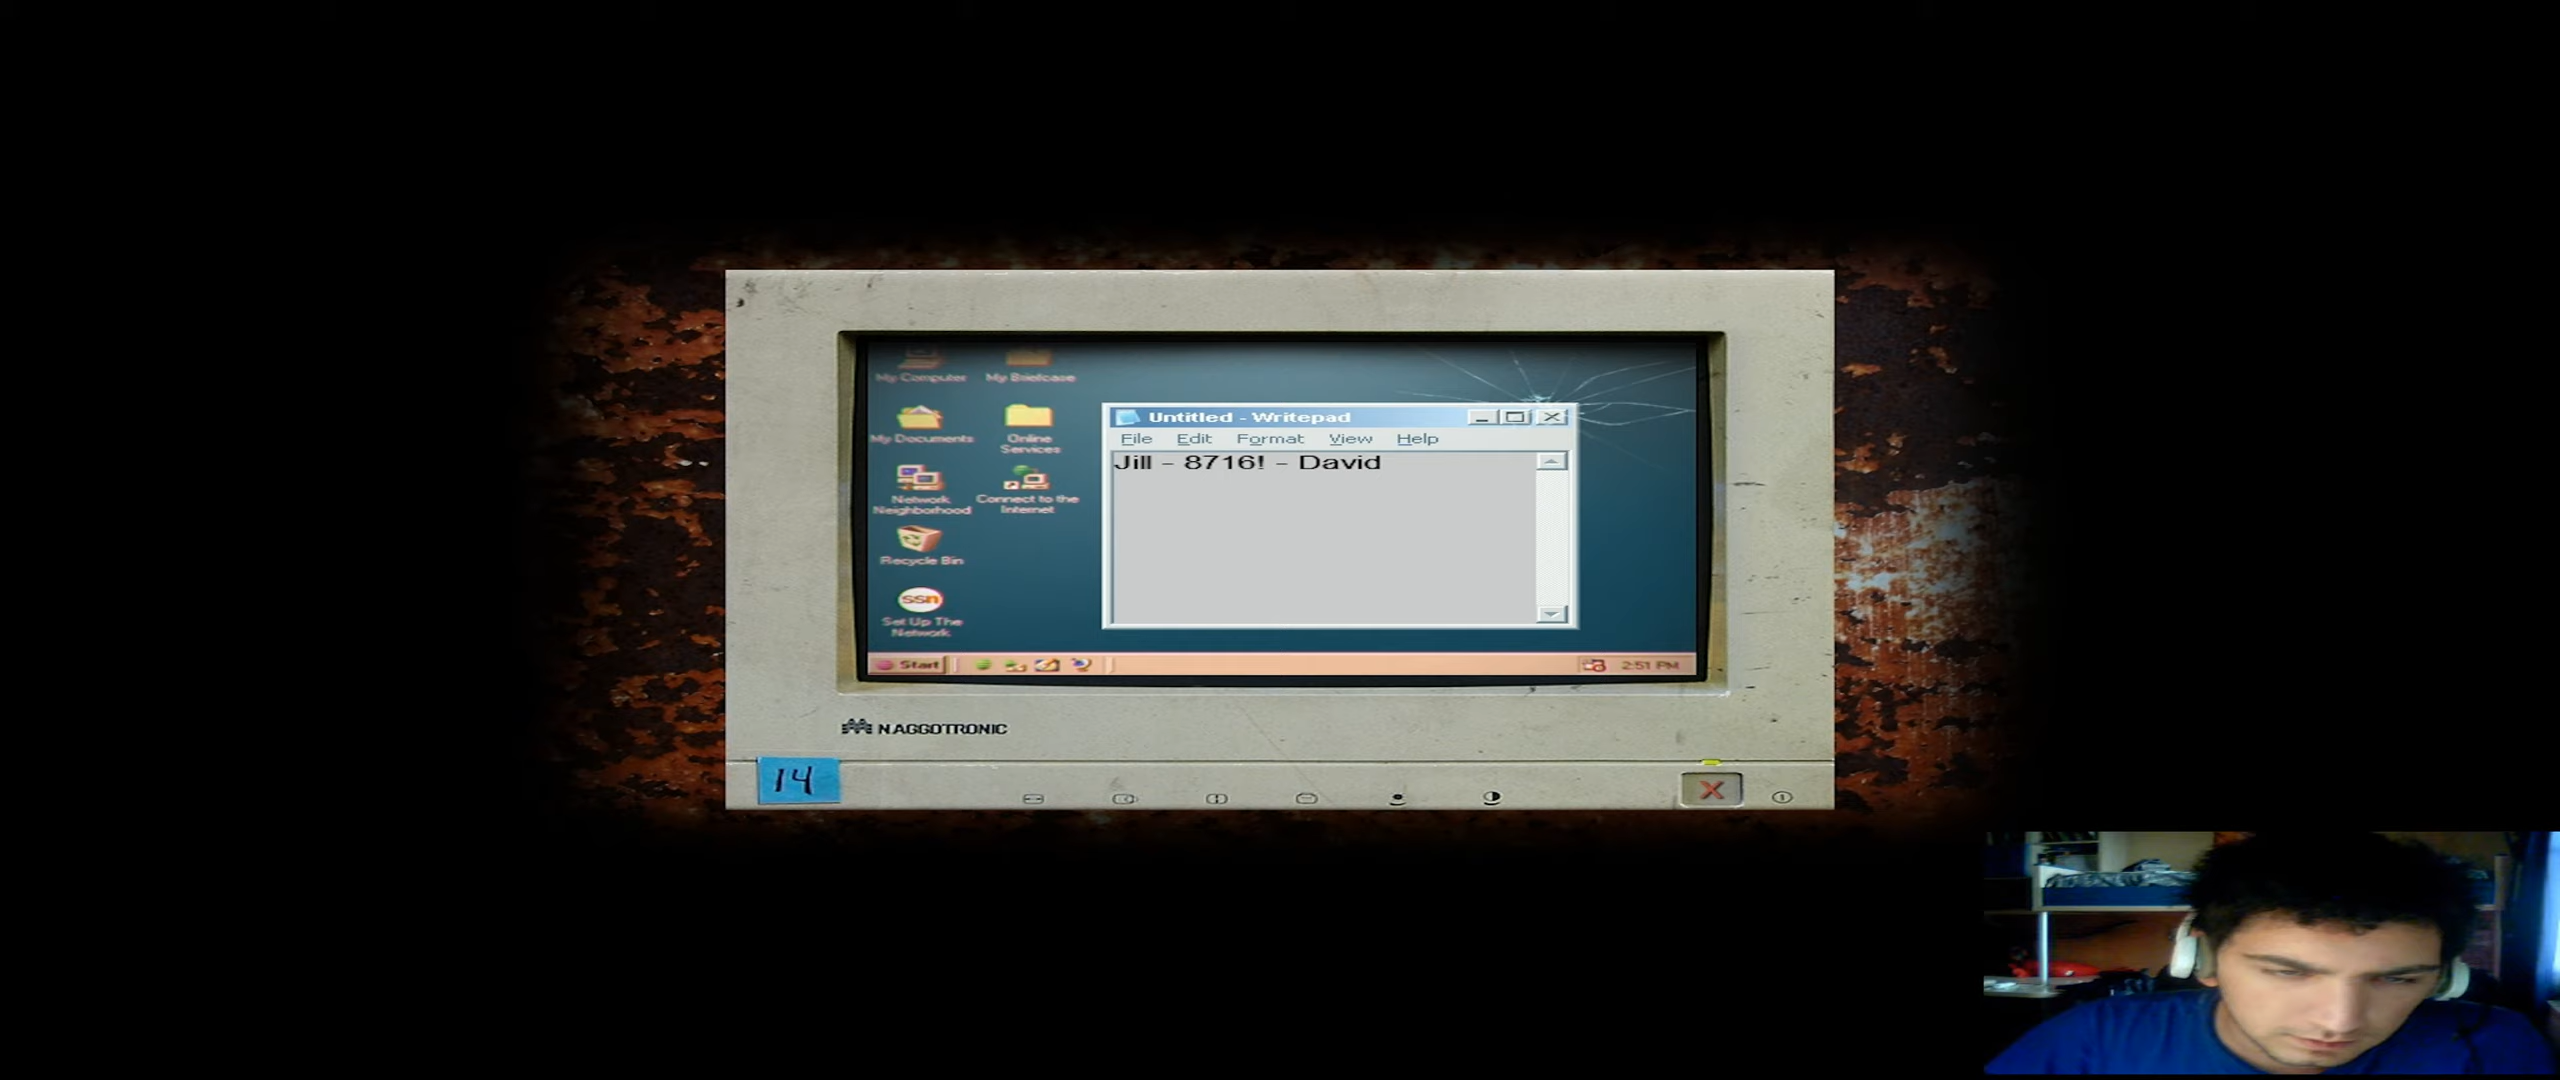 My Computer
My Briefcase
My Documents
Online
Services
Network
Neighborhood
Connect to the
Internet
Recycle Bin
ssn
Set Up The
Network
Untitled - Writepad
File Edit Format View Help
Jill - 8716! - David
Start
2:51 PM
NAGGOTRONIC
14
X